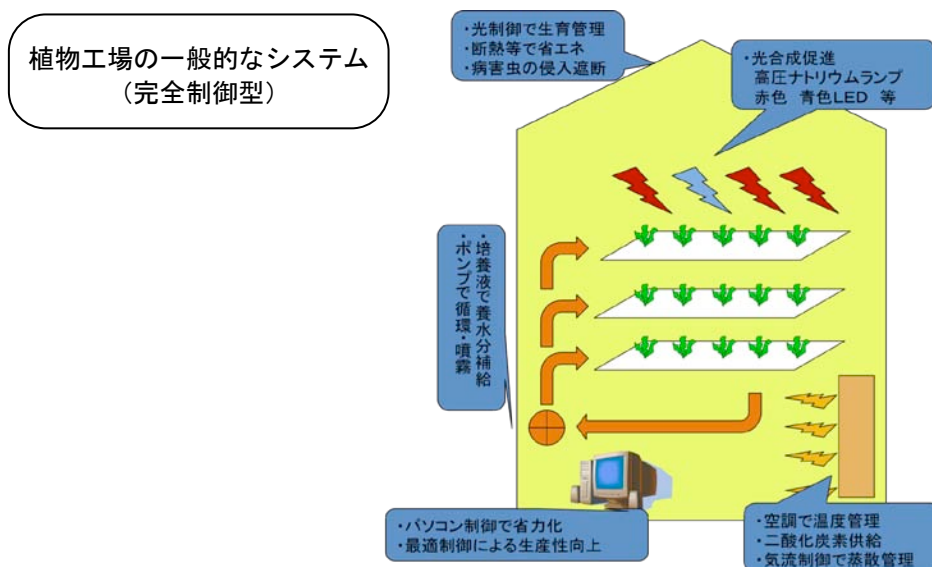 植物工場の一般的なシステム
（完全制御型）
・光制御で生育管理
・断熱等で省エネ
・病害虫の侵入遮断
・光合成促進
高圧ナトリウムランプ
赤色　青色LED　等
・培養液で養水分補給
・ポンプで循環・噴霧
・パソコン制御で省力化
・最適制御による生産性向上
・空調で温度管理
・二酸化炭素供給
・気流制御で蒸散管理